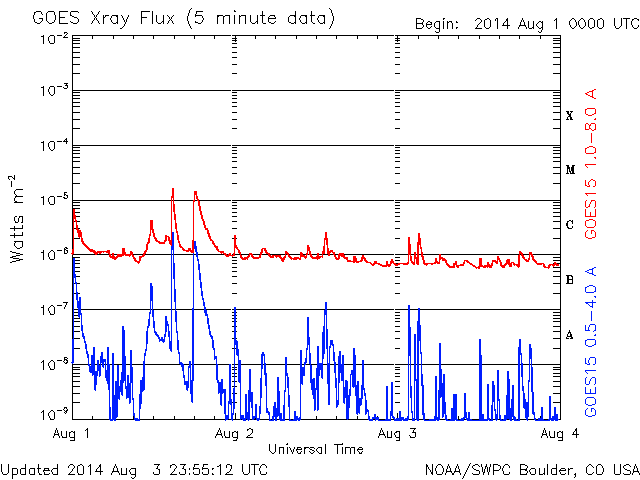 GOES Xray Flux (5 minute data)
Begin: 2014 Aug 1 0000 UTC
10⁻²
10⁻³
10⁻⁴
10⁻⁵
10⁻⁶
10⁻⁷
10⁻⁸
10⁻⁹
Watts m⁻²
X
M
C
B
A
GOES15 1.0-8.0 A
GOES15 0.5-4.0 A
Aug 1
Aug 2
Aug 3
Aug 4
Universal Time
Updated 2014 Aug 3 23:55:12 UTC
NOAA/SWPC Boulder, CO USA